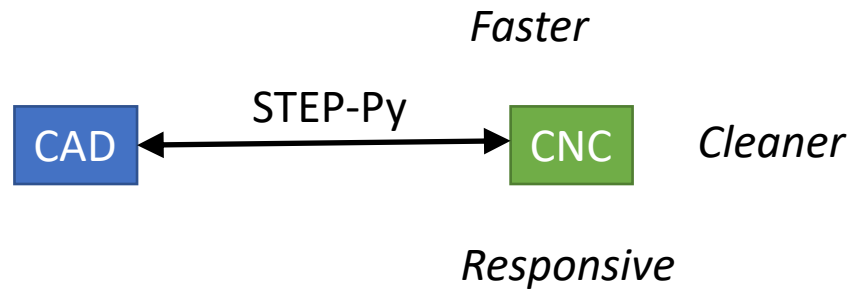 Faster
STEP-Py
CAD
CNC
Cleaner
Responsive